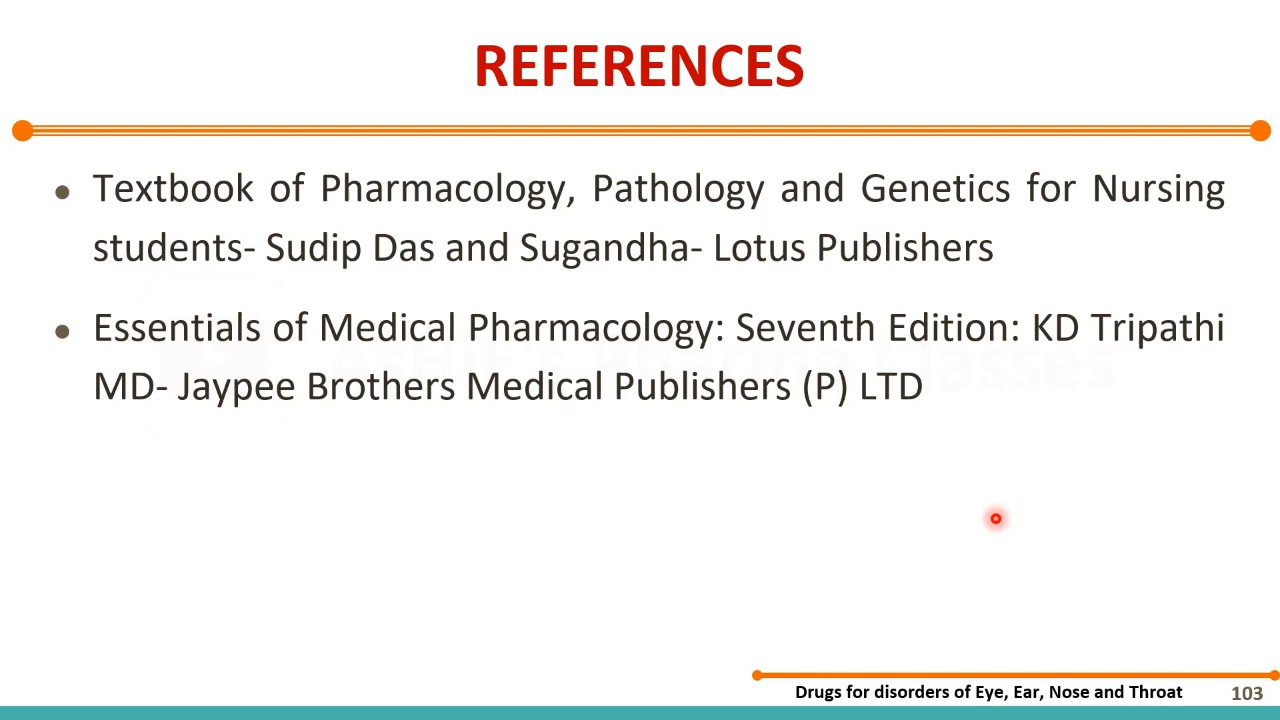 REFERENCES
• Textbook of Pharmacology, Pathology and Genetics for Nursing
students- Sudip Das and Sugandha- Lotus Publishers
• Essentials of Medical Pharmacology: Seventh Edition: KD Tripathi
MD- Jaypee Brothers Medical Publishers (P) LTD
Drugs for disorders of Eye, Ear, Nose and Throat 103